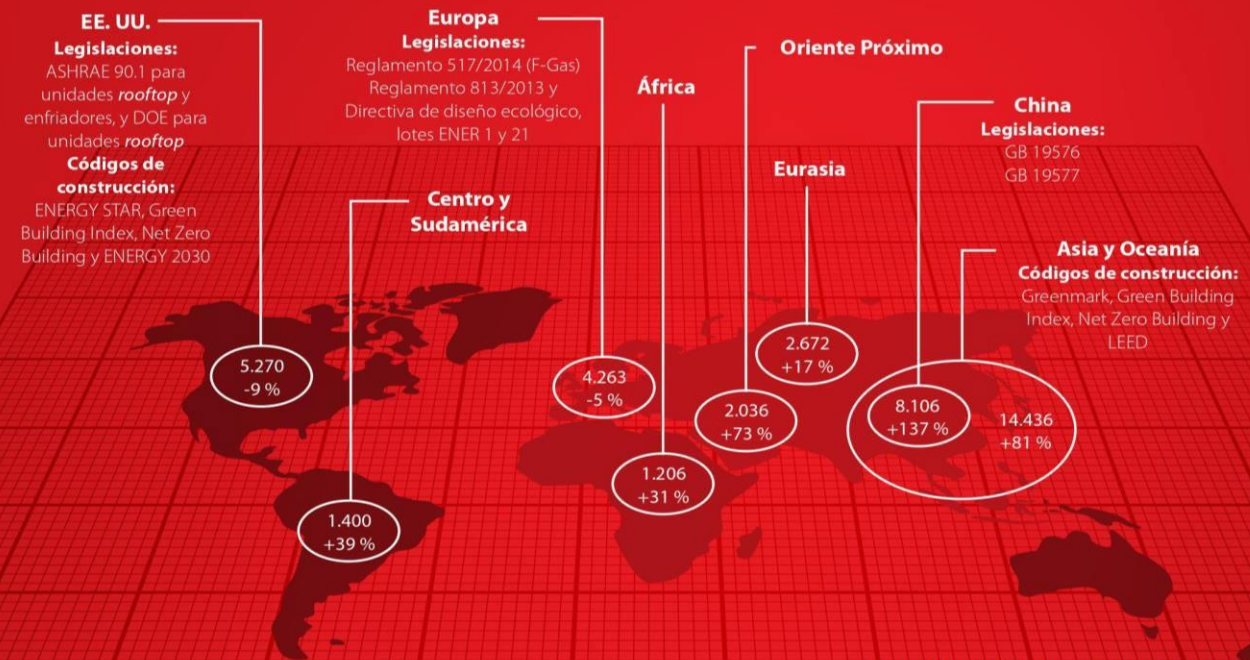 EE. UU.
Legislaciones:
ASHRAE 90.1 para
unidades rooftop y
enfriadores, y DOE para
unidades rooftop
Códigos de
construcción:
ENERGY STAR, Green
Building Index, Net Zero
Building y ENERGY 2030
Europa
Legislaciones:
Reglamento 517/2014 (F-Gas)
Reglamento 813/2013 y
Directiva de diseño ecológico,
lotes ENER 1 y 21
Centro y
Sudamérica
África
Oriente Próximo
Eurasia
China
Legislaciones:
GB 19576
GB 19577
Asia y Oceanía
Códigos de construcción:
Greenmark, Green Building
Index, Net Zero Building y
LEED
5.270
-9 %
4.263
-5 %
2.672
+17 %
2.036
+73 %
8.106
+137 %
14.436
+81 %
1.206
+31 %
1.400
+39 %